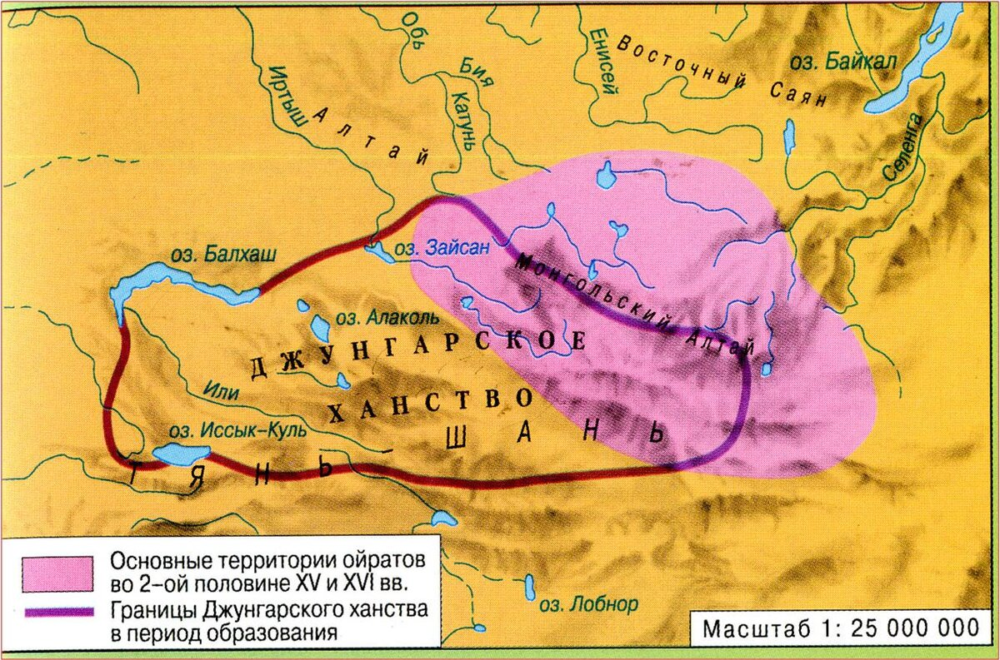 Обь
Бия
Катунь
Иртыш
Алтай
Енисей
Восточный Саян
оз. Байкал
Селенга
оз. Балхаш
оз. Зайсан
Монгольский Алтай
оз. Алаколь
ДЖУНГАРСКОЕ
ХАНСТВО
Или
оз. Иссык-Куль
ТЯНЬ-ШАНЬ
оз. Лобнор
Основные территории ойратов
во 2-ой половине XV и XVI вв.
Границы Джунгарского ханства
в период образования
Масштаб 1: 25 000 000